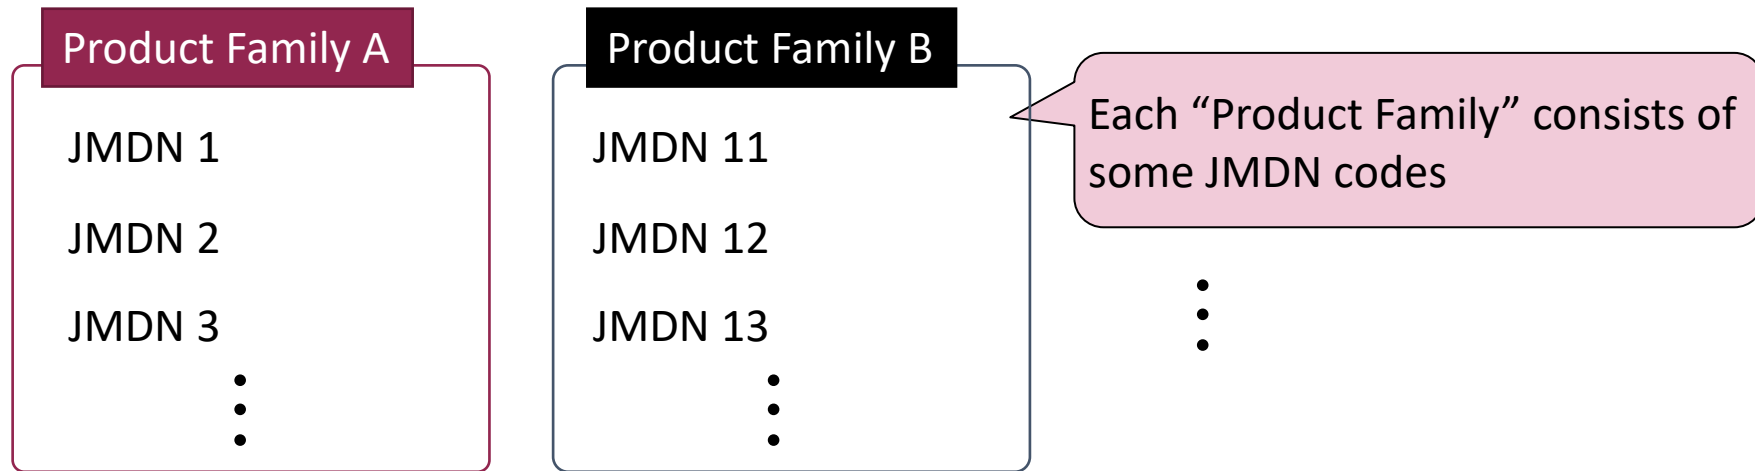 Product Family A
JMDN 1
JMDN 2
JMDN 3
Product Family B
JMDN 11
JMDN 12
JMDN 13
Each “Product Family” consists of
some JMDN codes